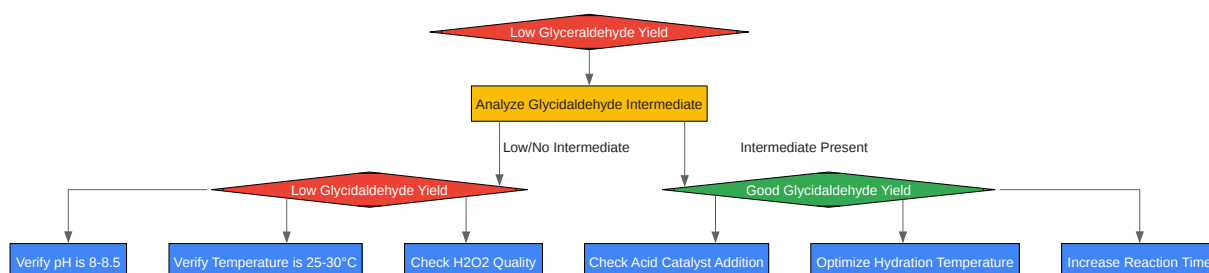 Low Glyceraldehyde Yield
Analyze Glycidaldehyde Intermediate
Low/No Intermediate
Intermediate Present
Low Glycidaldehyde Yield
Good Glycidaldehyde Yield
Verify pH is 8-8.5
Verify Temperature is 25-30°C
Check H2O2 Quality
Check Acid Catalyst Addition
Optimize Hydration Temperature
Increase Reaction Time